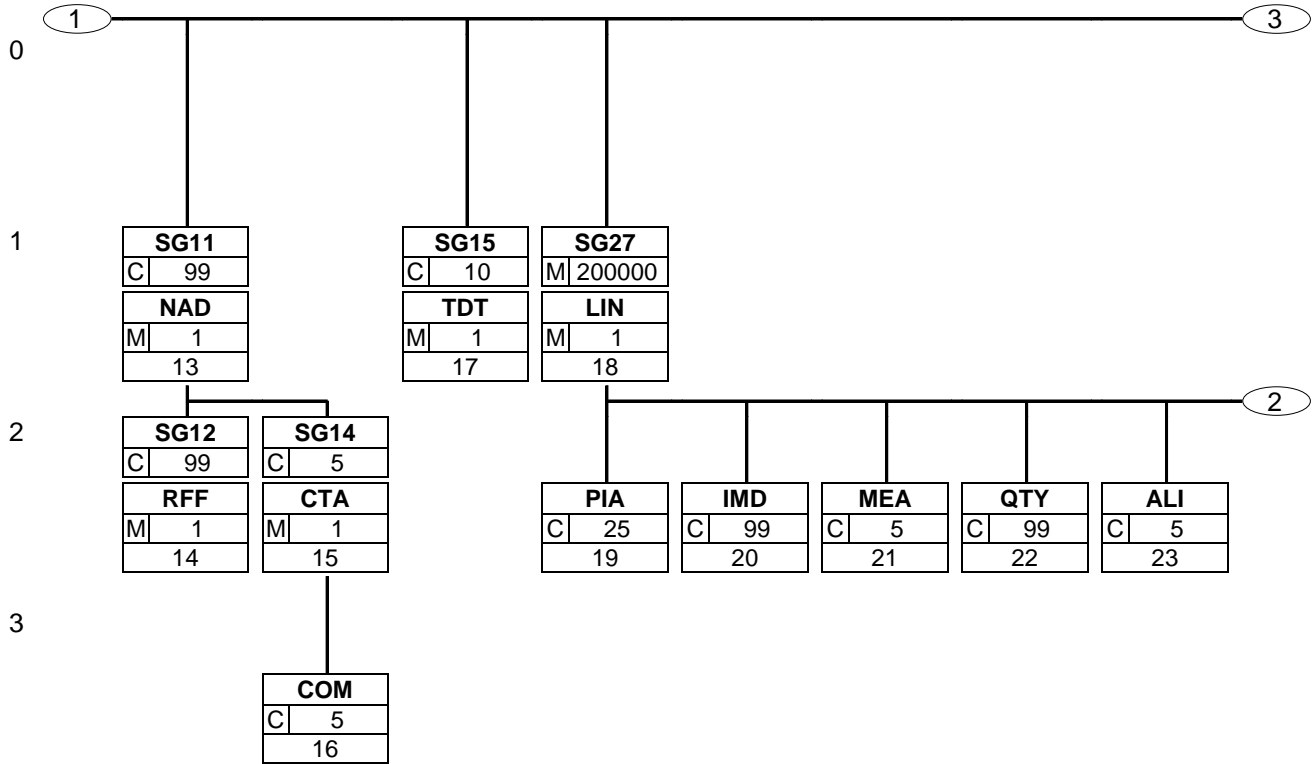 1 3
0
1 SG11 SG15 SG27
C 99 C 10 M 200000
NAD TDT LIN
M 1 M 1 M 1
13 17 18
2
2 SG12 SG14
C 99 C 5
RFF CTA PIA IMD MEA QTY ALI
M 1 M 1 C 25 C 99 C 5 C 99 C 5
14 15 19 20 21 22 23
3
COM
C 5
16